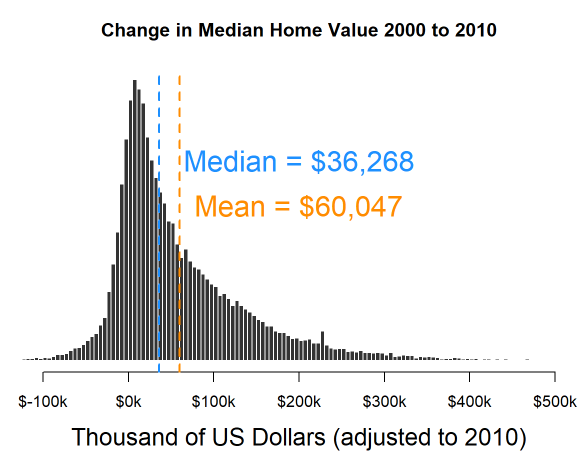 Change in Median Home Value 2000 to 2010
Median = $36,268
Mean = $60,047
$-100k $0k $100k $200k $300k $400k $500k
Thousand of US Dollars (adjusted to 2010)